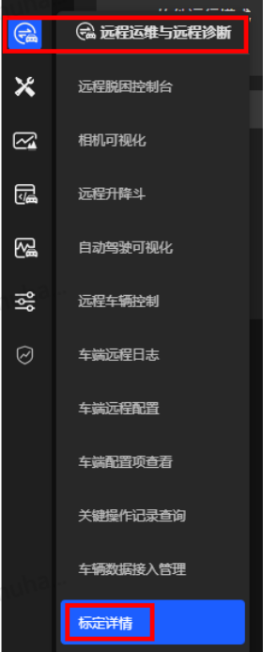 远程运维与远程诊断
远程脱困控制台
相机可视化
远程升降斗
自动驾驶可视化
远程车辆控制
车端远程日志
车端远程配置
车端配置项查看
关键操作记录查询
车辆数据接入管理
标定详情